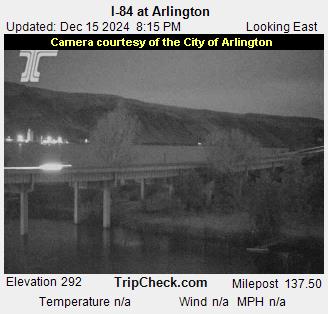 I-84 at Arlington
Updated: Dec 15 2024 8:15 PM Looking East
Camera courtesy of the City of Arlington
Elevation 292 TripCheck.com Milepost 137.50
Temperature n/a Wind n/a MPH n/a